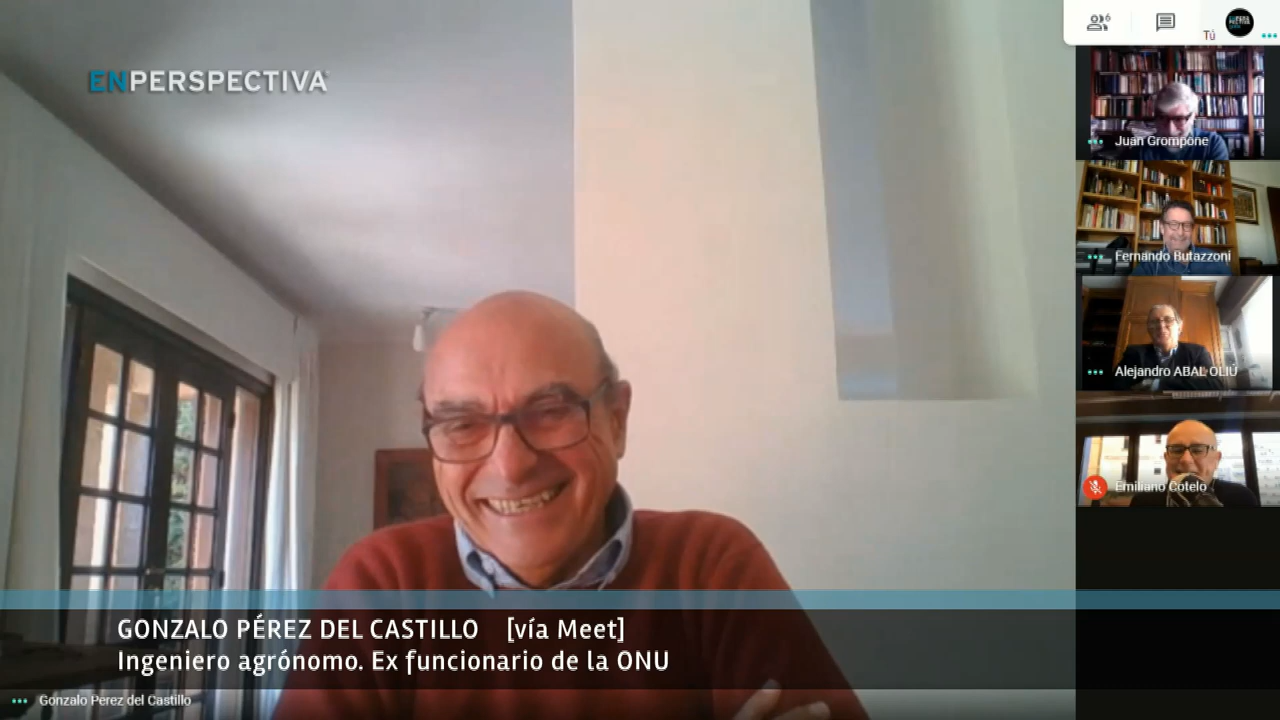 ENPERSPECTIVA
6
Tú
Juan Grompone
Fernando Butazzoni
Alejandro ABAL OLIÚ
Emiliano Cotelo
GONZALO PÉREZ DEL CASTILLO [vía Meet]
Ingeniero agrónomo. Ex funcionario de la ONU
Gonzalo Perez del Castillo